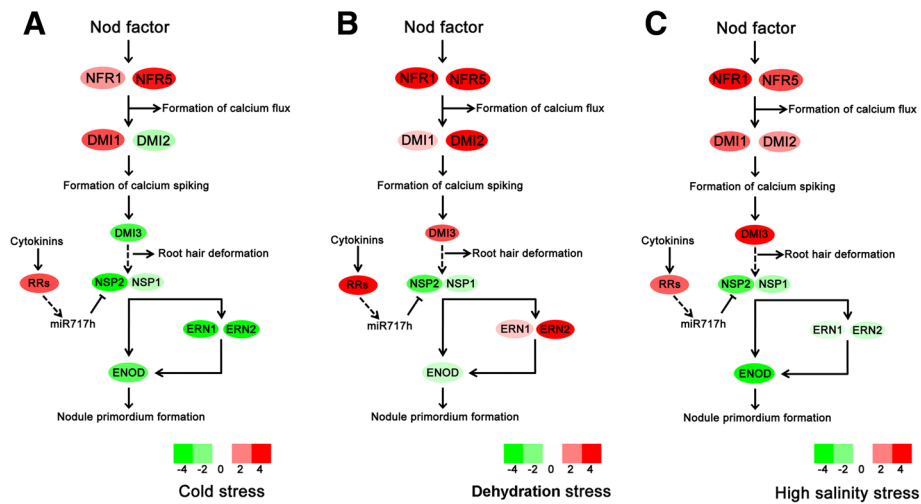 A
Nod factor
NFR1 NFR5
Formation of calcium flux
DMI1 DMI2
Formation of calcium spiking
DMI3
Cytokinins
Root hair deformation
RRs
NSP2 NSP1
miR717h
ERN1 ERN2
ENOD
Nodule primordium formation
-4 -2 0 2 4
Cold stress
B
Nod factor
NFR1 NFR5
Formation of calcium flux
DMI1 DMI2
Formation of calcium spiking
DMI3
Cytokinins
Root hair deformation
RRs
NSP2 NSP1
miR717h
ERN1 ERN2
ENOD
Nodule primordium formation
-4 -2 0 2 4
Dehydration stress
C
Nod factor
NFR1 NFR5
Formation of calcium flux
DMI1 DMI2
Formation of calcium spiking
DMI3
Cytokinins
Root hair deformation
RRs
NSP2 NSP1
miR717h
ERN1 ERN2
ENOD
Nodule primordium formation
-4 -2 0 2 4
High salinity stress